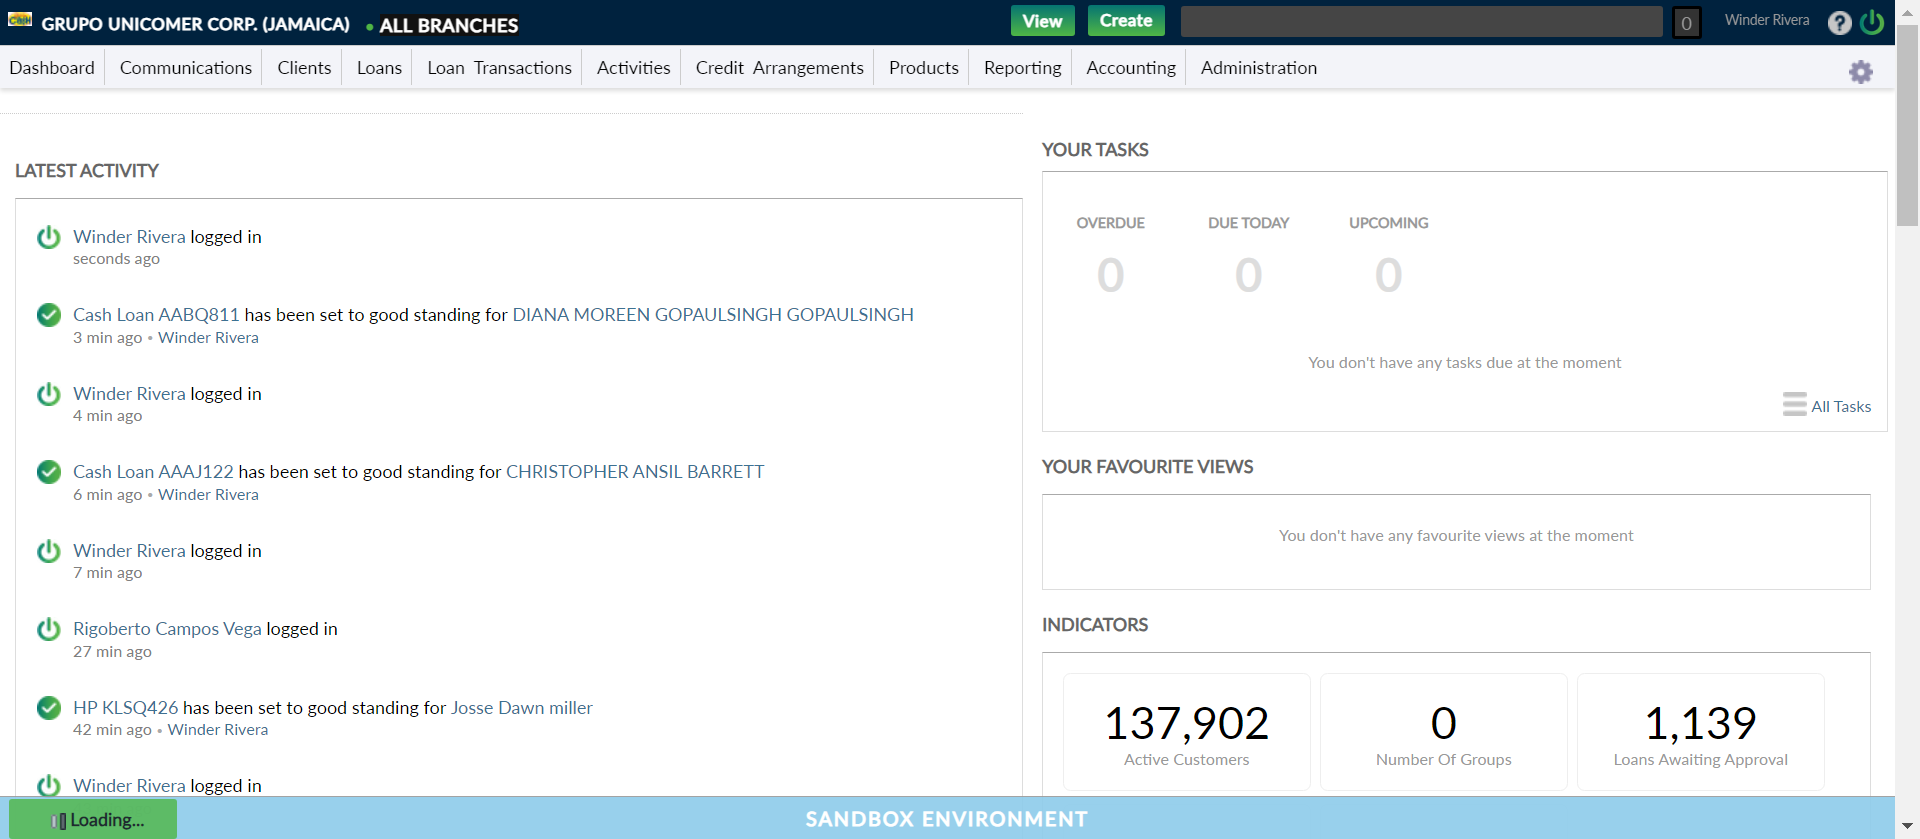 CaSH GRUPO UNICOMER CORP. (JAMAICA) • ALL BRANCHES View Create 0 Winder Rivera ?
Dashboard Communications Clients Loans Loan Transactions Activities Credit Arrangements Products Reporting Accounting Administration
LATEST ACTIVITY
Winder Rivera logged in
seconds ago
Cash Loan AABQ811 has been set to good standing for DIANA MOREEN GOPAULSINGH GOPAULSINGH
3 min ago • Winder Rivera
Winder Rivera logged in
4 min ago
Cash Loan AAAJ122 has been set to good standing for CHRISTOPHER ANSIL BARRETT
6 min ago • Winder Rivera
Winder Rivera logged in
7 min ago
Rigoberto Campos Vega logged in
27 min ago
HP KLSQ426 has been set to good standing for Josse Dawn miller
42 min ago • Winder Rivera
Winder Rivera logged in
YOUR TASKS
OVERDUE DUE TODAY UPCOMING
0 0 0
You don't have any tasks due at the moment
All Tasks
YOUR FAVOURITE VIEWS
You don't have any favourite views at the moment
INDICATORS
137,902 0 1,139
Active Customers Number Of Groups Loans Awaiting Approval
Loading... SANDBOX ENVIRONMENT